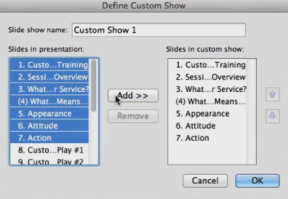 Define Custom Show
Slide show name: Custom Show 1
Slides in presentation:
1. Custo...Training
2. Sessi...Overview
3. What...r Service?
(4) What...Means...
5. Appearance
6. Attitude
7. Action
8. Custo...Play #1
9. Custo...Play #2
Add >>
Remove
Slides in custom show:
1. Custo...Training
2. Sessi...Overview
3. What...r Service?
(4) What...Means...
5. Appearance
6. Attitude
7. Action
Cancel
OK